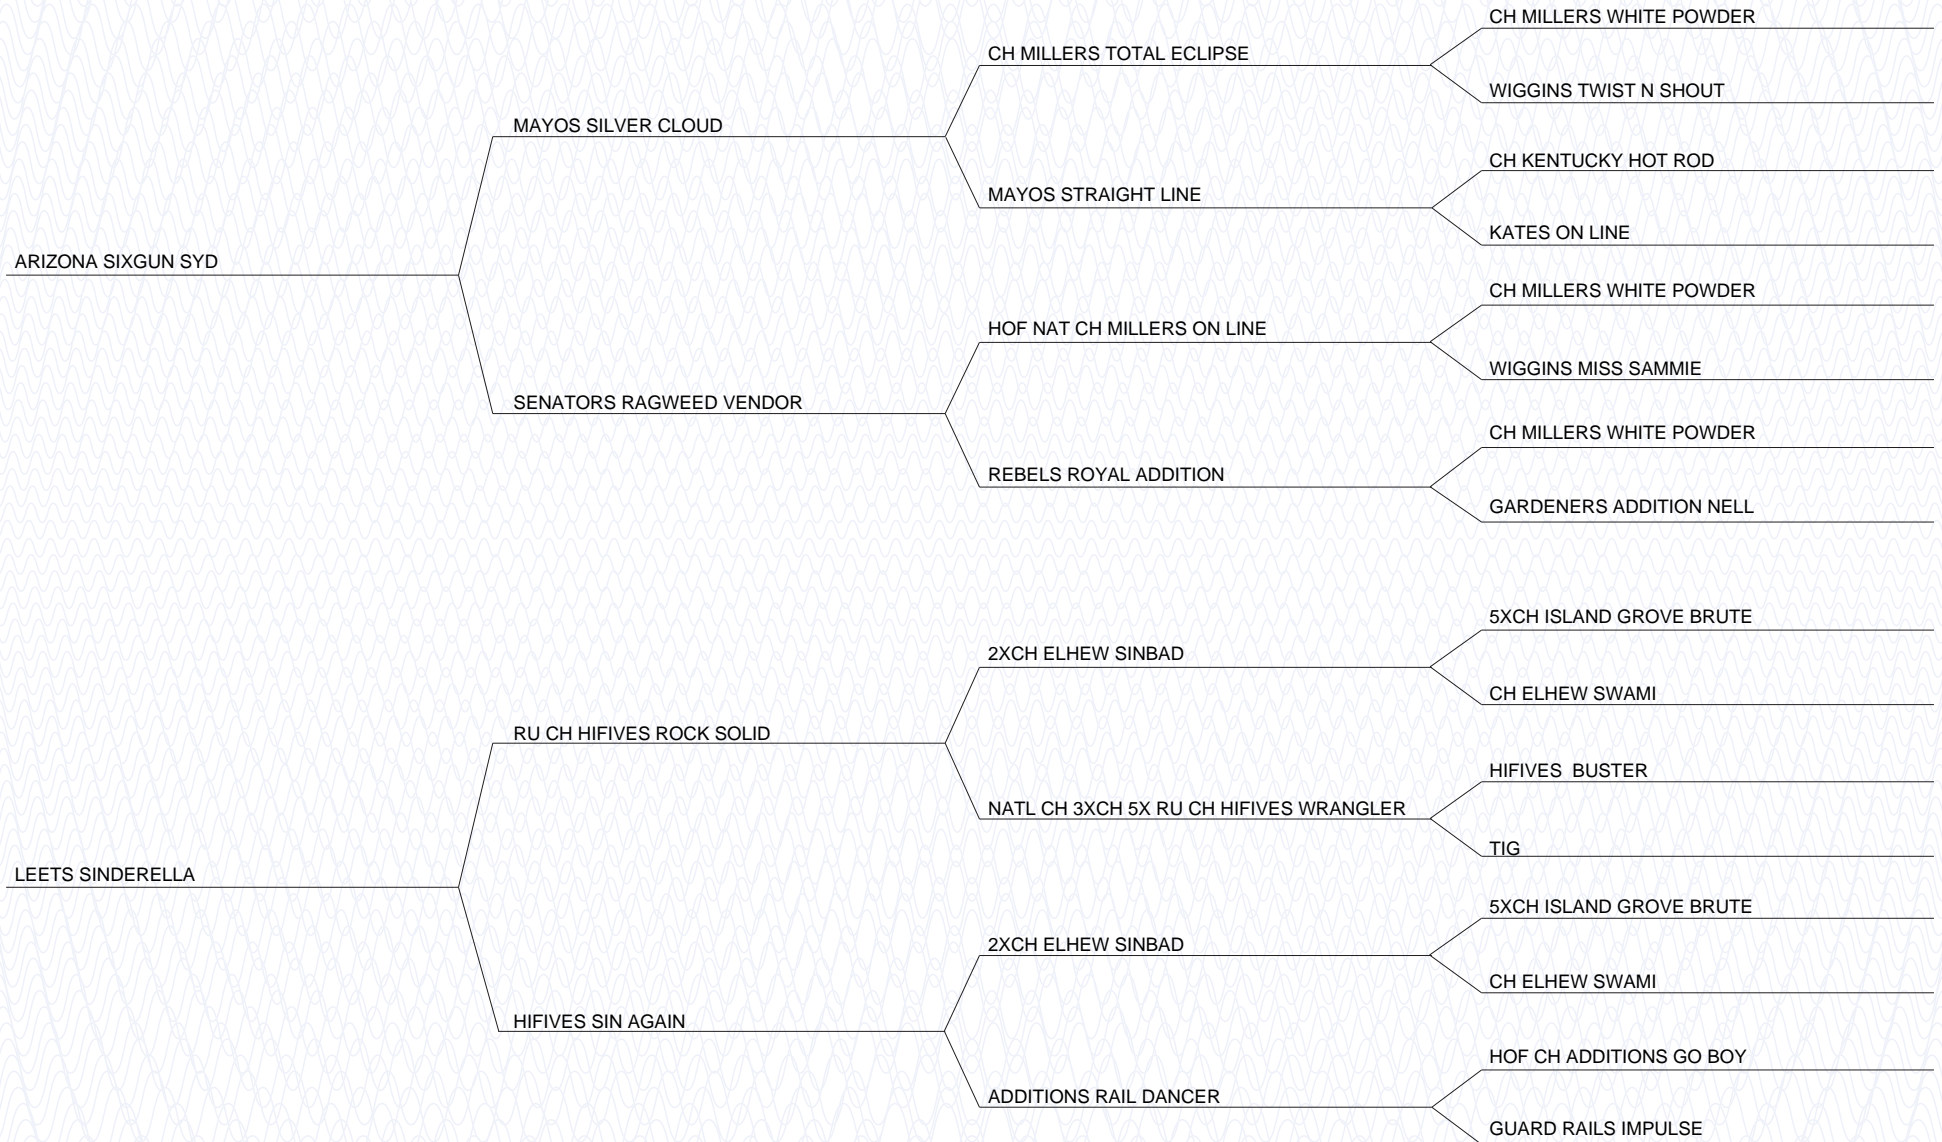 CH MILLERS WHITE POWDER
CH MILLERS TOTAL ECLIPSE
WIGGINS TWIST N SHOUT
MAYOS SILVER CLOUD
CH KENTUCKY HOT ROD
MAYOS STRAIGHT LINE
KATES ON LINE
ARIZONA SIXGUN SYD
CH MILLERS WHITE POWDER
HOF NAT CH MILLERS ON LINE
WIGGINS MISS SAMMIE
SENATORS RAGWEED VENDOR
CH MILLERS WHITE POWDER
REBELS ROYAL ADDITION
GARDENERS ADDITION NELL
5XCH ISLAND GROVE BRUTE
2XCH ELHEW SINBAD
CH ELHEW SWAMI
RU CH HIFIVES ROCK SOLID
HIFIVES  BUSTER
NATL CH 3XCH 5X RU CH HIFIVES WRANGLER
TIG
LEETS SINDERELLA
5XCH ISLAND GROVE BRUTE
2XCH ELHEW SINBAD
CH ELHEW SWAMI
HIFIVES SIN AGAIN
HOF CH ADDITIONS GO BOY
ADDITIONS RAIL DANCER
GUARD RAILS IMPULSE